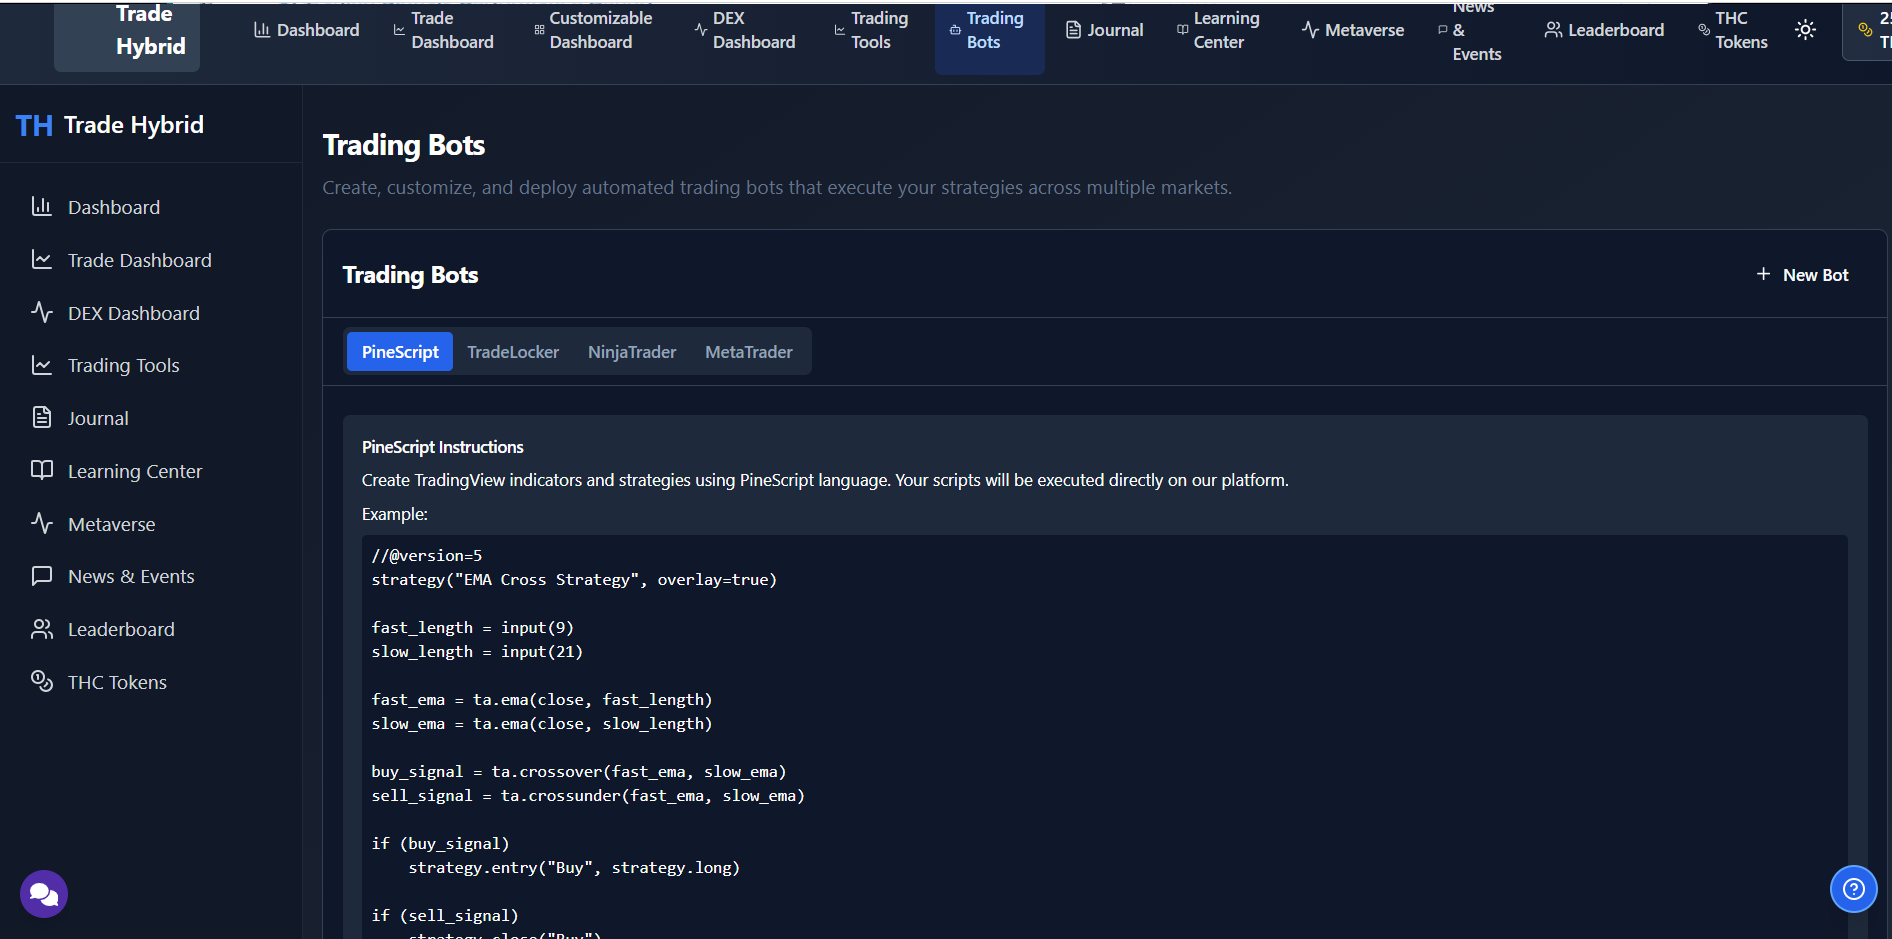 Trade
Hybrid
Dashboard
Trade
Dashboard
Customizable
Dashboard
DEX
Dashboard
Trading
Tools
Trading
Bots
Journal
Learning
Center
Metaverse
News
&
Events
Leaderboard
THC
Tokens
TH Trade Hybrid
Dashboard
Trade Dashboard
DEX Dashboard
Trading Tools
Journal
Learning Center
Metaverse
News & Events
Leaderboard
THC Tokens
Trading Bots
Create, customize, and deploy automated trading bots that execute your strategies across multiple markets.
Trading Bots
+ New Bot
PineScript TradeLocker NinjaTrader MetaTrader
PineScript Instructions
Create TradingView indicators and strategies using PineScript language. Your scripts will be executed directly on our platform.
Example:
//@version=5
strategy("EMA Cross Strategy", overlay=true)
fast_length = input(9)
slow_length = input(21)
fast_ema = ta.ema(close, fast_length)
slow_ema = ta.ema(close, slow_length)
buy_signal = ta.crossover(fast_ema, slow_ema)
sell_signal = ta.crossunder(fast_ema, slow_ema)
if (buy_signal)
    strategy.entry("Buy", strategy.long)
if (sell_signal)
    strategy.close("Buy")